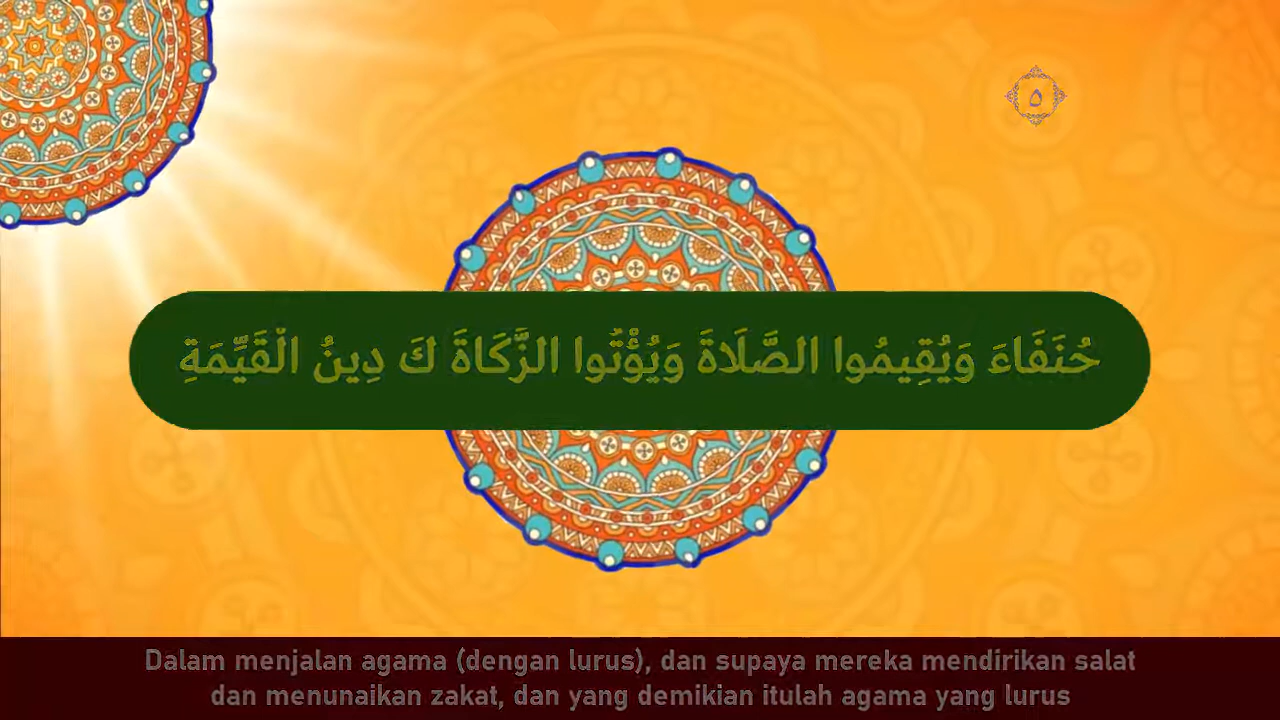 ٥
حُنَفَاءَ وَيُقِيمُوا الصَّلَاةَ وَيُؤْتُوا الزَّكَاةَ كَ دِينُ الْقَيِّمَةِ
Dalam menjalan agama (dengan lurus), dan supaya mereka mendirikan salat
dan menunaikan zakat, dan yang demikian itulah agama yang lurus